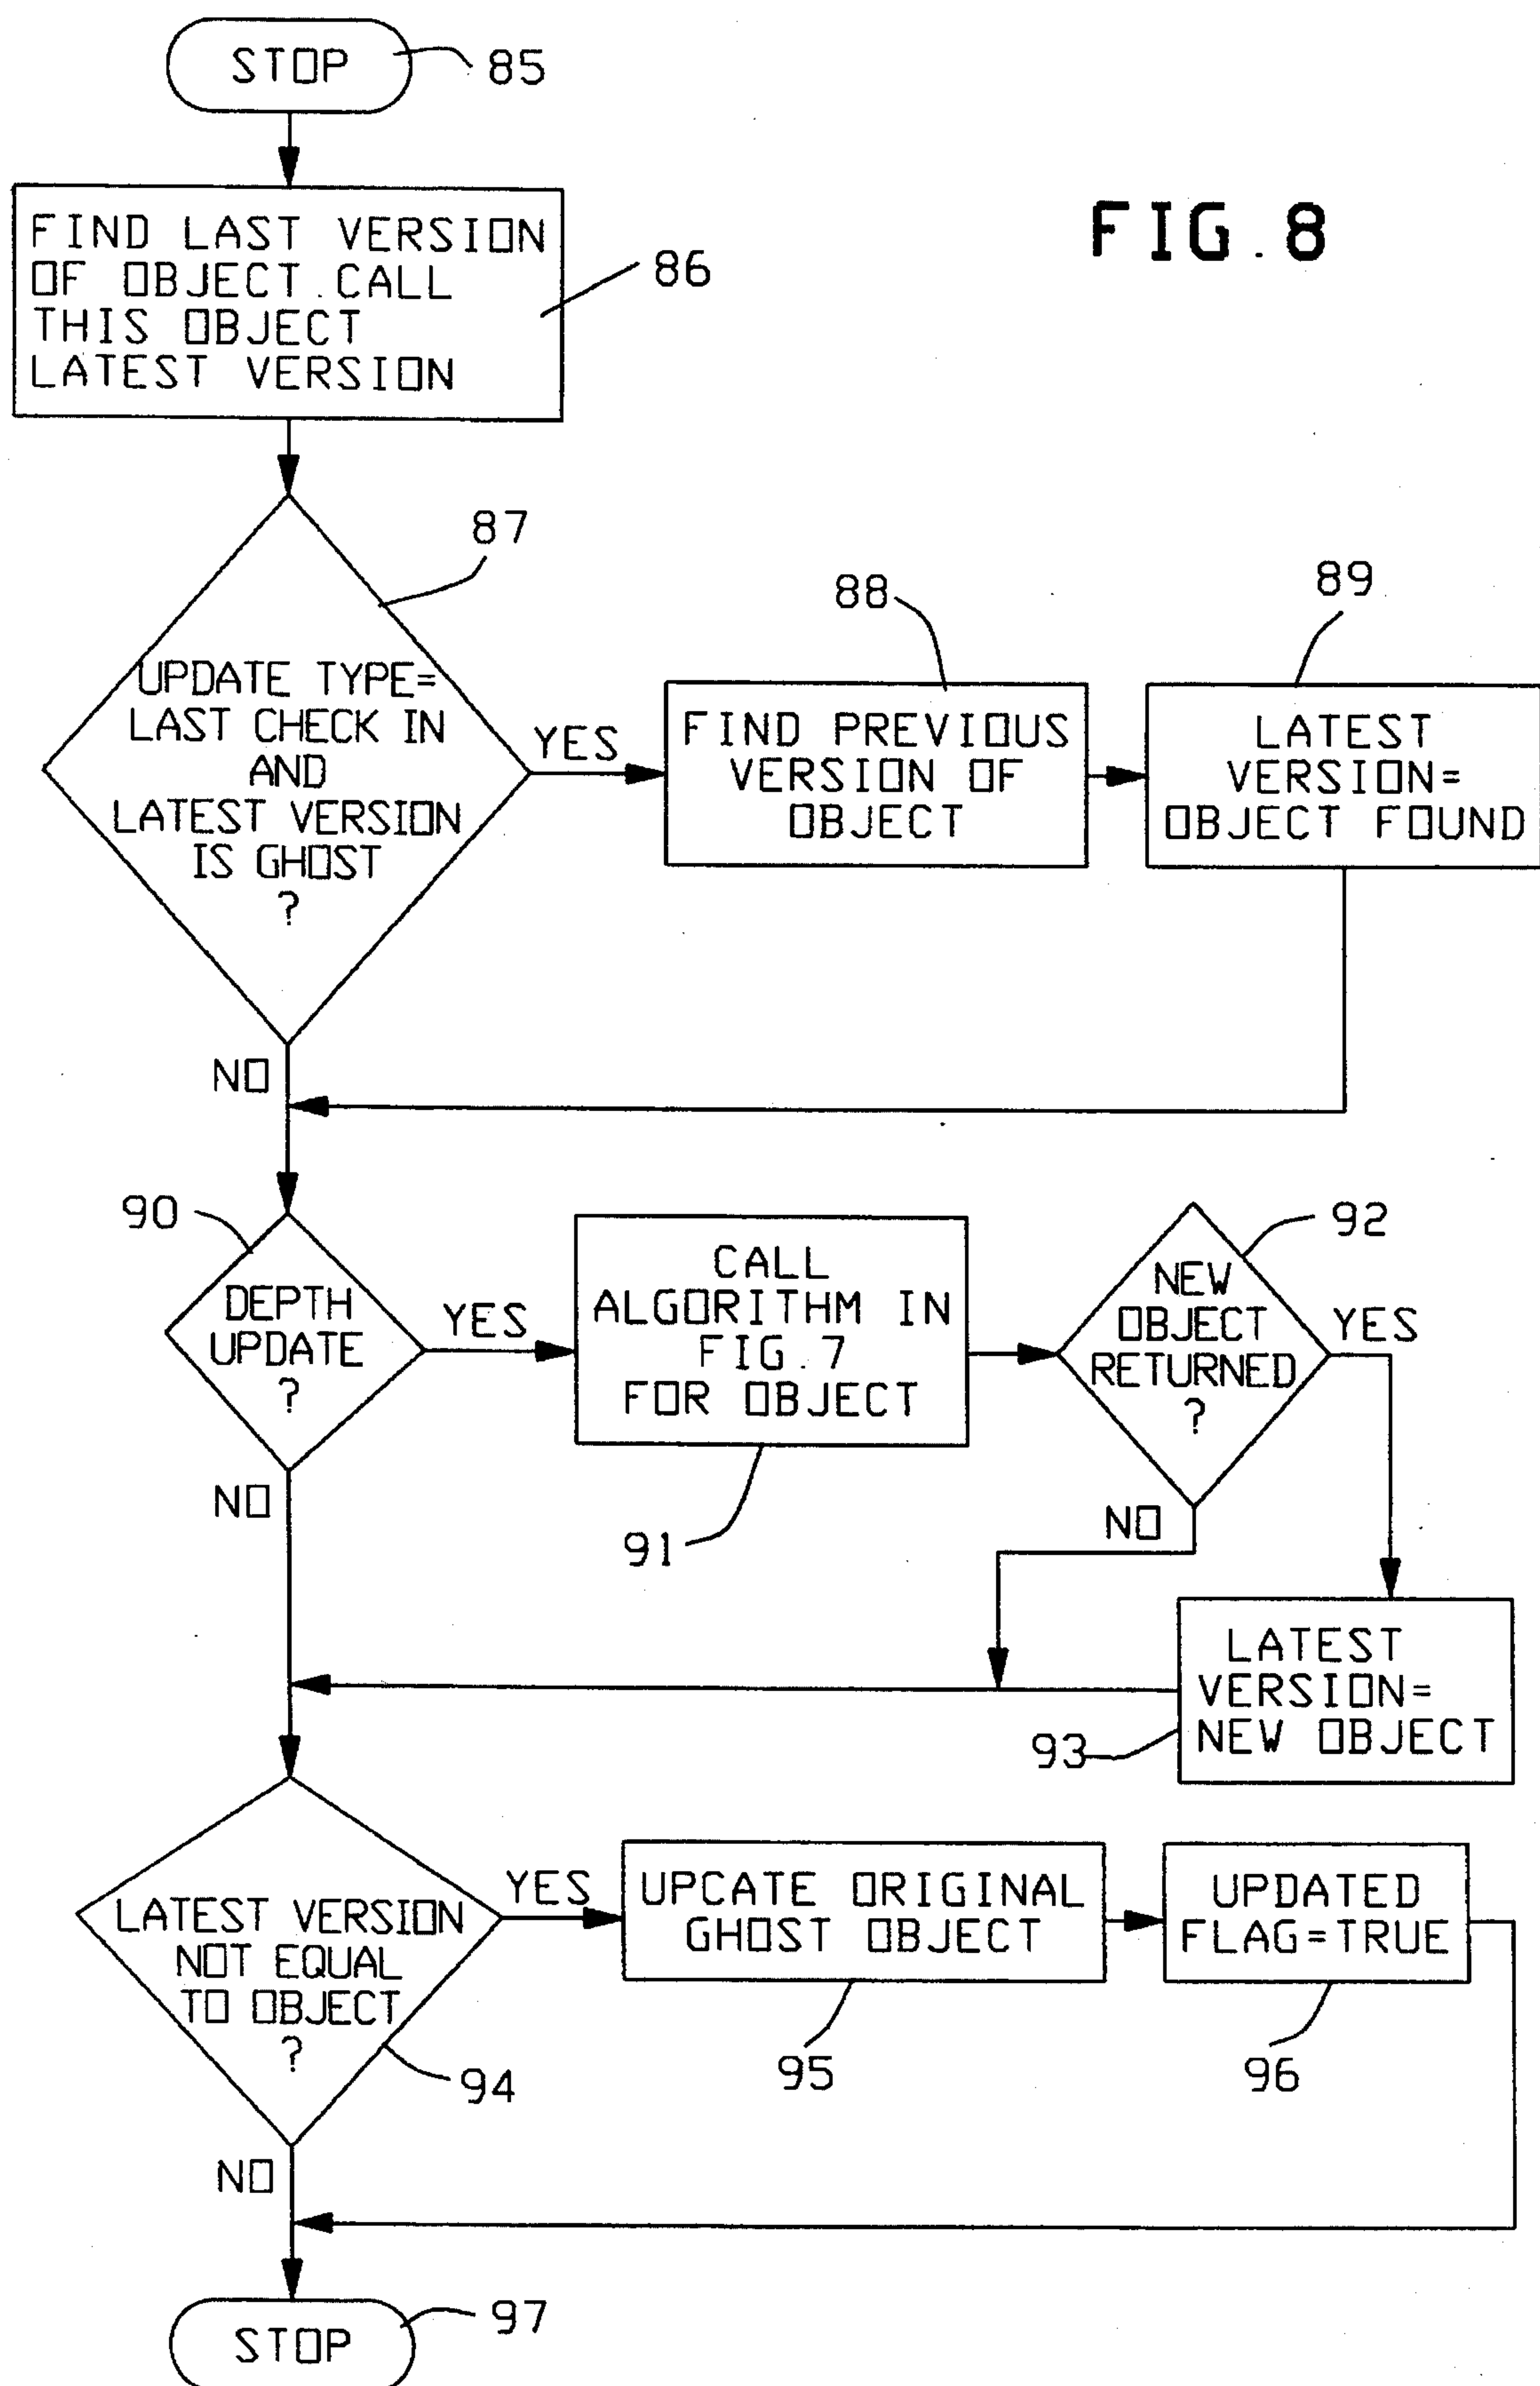 STOP
85
FIG. 8
FIND LAST VERSION
OF OBJECT. CALL
THIS OBJECT
LATEST VERSION
86
87
UPDATE TYPE=
LAST CHECK IN
AND
LATEST VERSION
IS GHOST
?
YES
88
FIND PREVIOUS
VERSION OF
OBJECT
89
LATEST
VERSION=
OBJECT FOUND
NO
90
DEPTH
UPDATE
?
YES
CALL
ALGORITHM IN
FIG. 7
FOR OBJECT
91
92
NEW
OBJECT
RETURNED
?
YES
NO
NO
LATEST
VERSION=
NEW OBJECT
93
LATEST VERSION
NOT EQUAL
TO OBJECT
?
94
YES
UPCATE ORIGINAL
GHOST OBJECT
95
UPDATED
FLAG=TRUE
96
NO
STOP
97